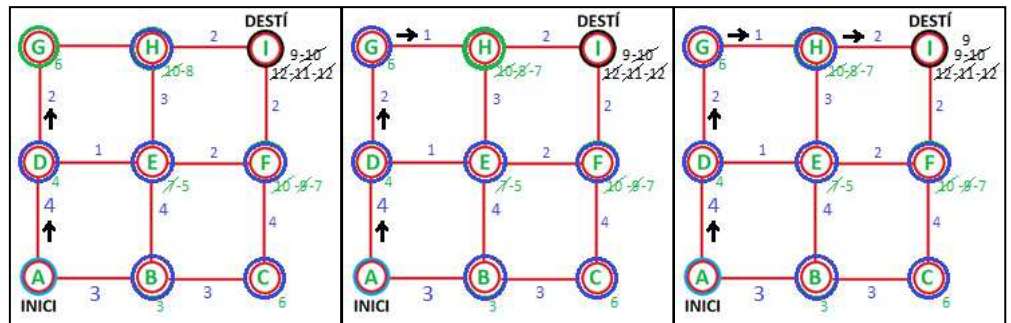 DESTÍ
G H 2 I
9-10
6 10-8 12-11-12
2 3 2
D 1 E 2 F
4 7-5 10-9-7
4 4 4
A B C
3 3
INICI 3 6
DESTÍ
G 1 H 2 I
9-10
6 10-8-7 12-11-12
2 3 2
D 1 E 2 F
4 7-5 10-9-7
4 4 4
A B C
3 3
INICI 3 6
DESTÍ
9
G 1 H 2 I
9-10
6 10-8-7 12-11-12
2 3 2
D 1 E 2 F
4 7-5 10-9-7
4 4 4
A B C
3 3
INICI 3 6